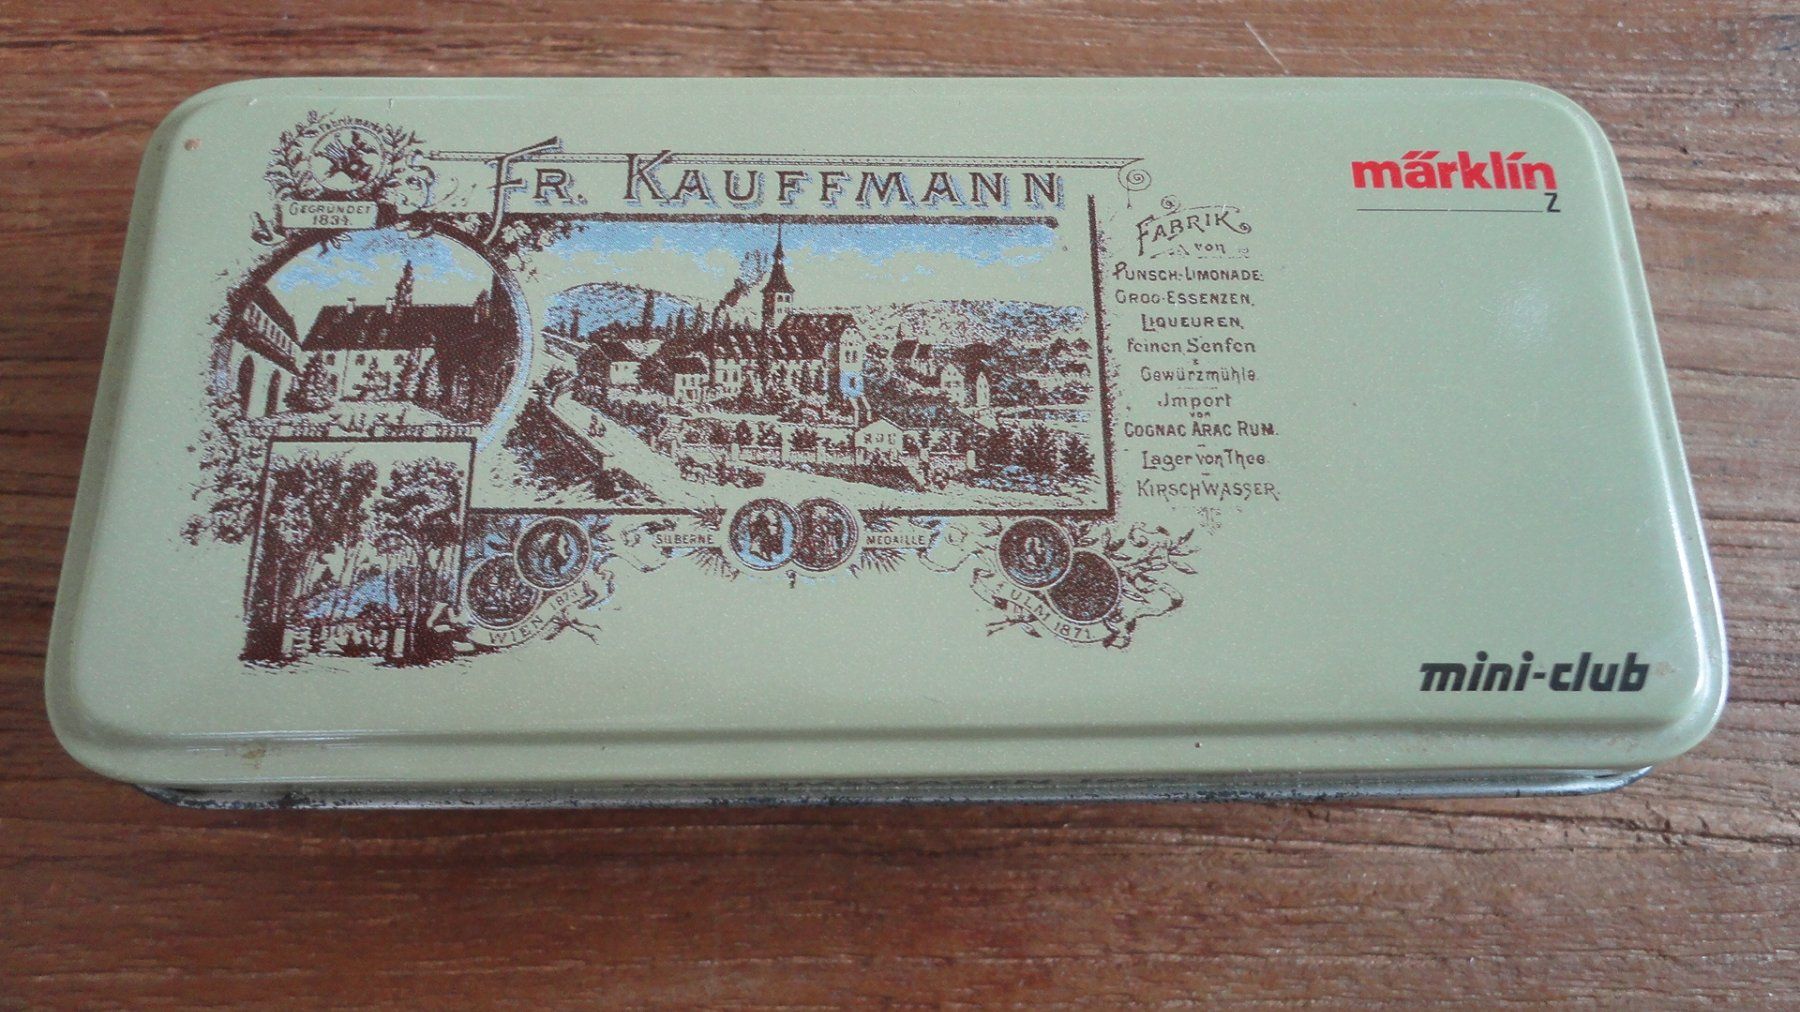 Fabrikmarke
GEGRÜNDET
1834.
FR. KAUFFMANN
FABRIK
von
PUNSCH-LIMONADE-
GROG-ESSENZEN,
LIQUEUREN,
feinen Senfen
&
Gewürzmühle.
Import
von
COGNAC ARAC RUM.
Lager von Thee.
KIRSCHWASSER.
SILBERNE MEDAILLE
WIEN 1873
ULM 1871
märklin
Z
mini-club